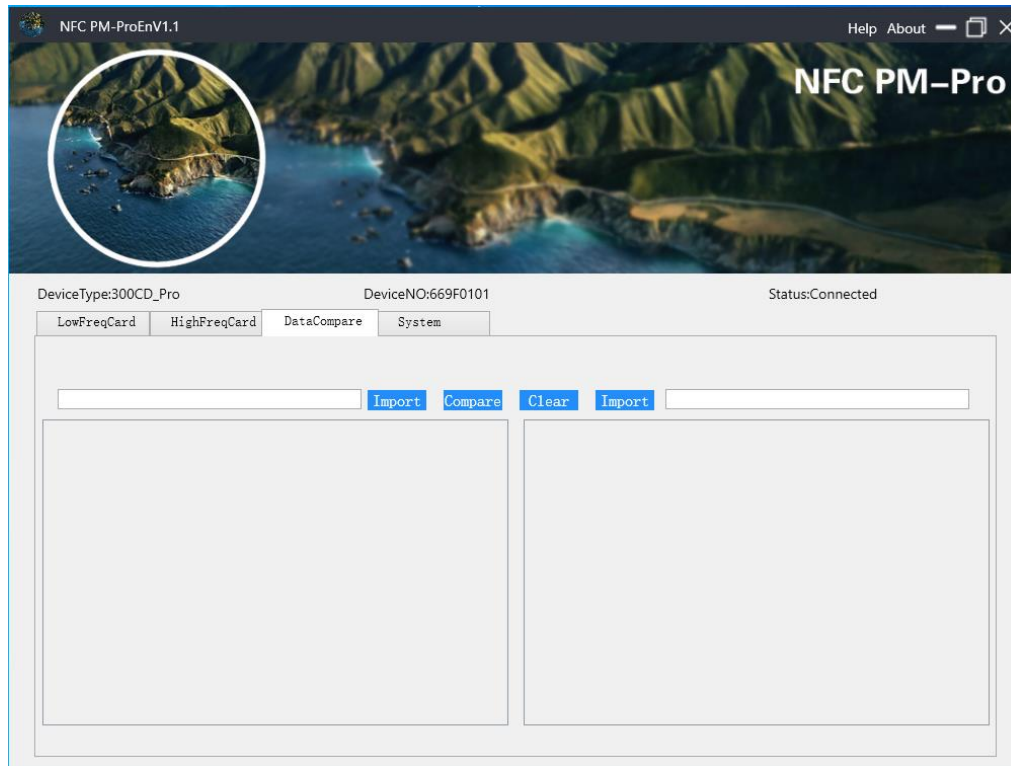 NFC PM-ProEnV1.1
Help About
NFC PM-Pro
DeviceType:300CD_Pro DeviceNO:669F0101 Status:Connected
LowFreqCard HighFreqCard DataCompare System
Import Compare Clear Import